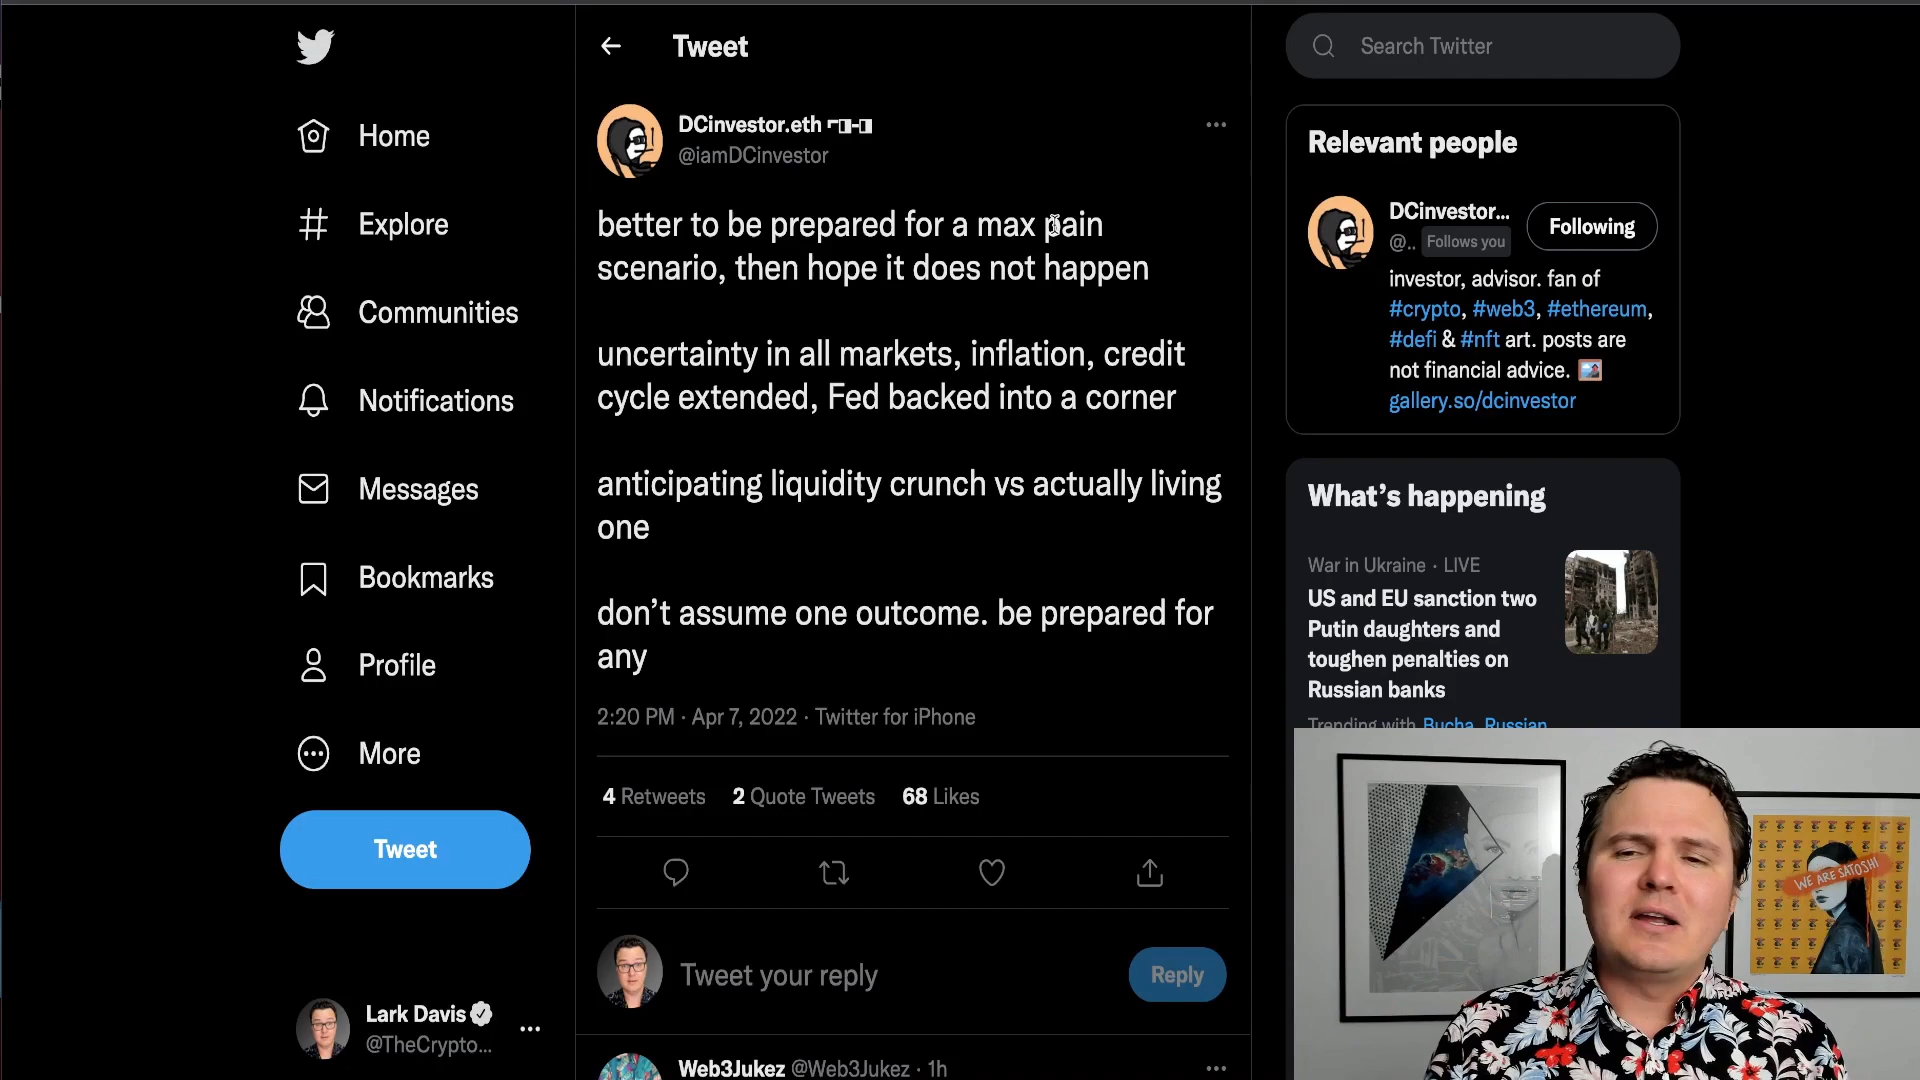 Home
Explore
Communities
Notifications
Messages
Bookmarks
Profile
More
Tweet
Lark Davis
@TheCrypto...
Tweet
DCinvestor.eth
@iamDCinvestor
better to be prepared for a max pain
scenario, then hope it does not happen
uncertainty in all markets, inflation, credit
cycle extended, Fed backed into a corner
anticipating liquidity crunch vs actually living
one
don’t assume one outcome. be prepared for
any
2:20 PM · Apr 7, 2022 · Twitter for iPhone
4 Retweets 2 Quote Tweets 68 Likes
Tweet your reply
Reply
Web3Jukez @Web3Jukez · 1h
Search Twitter
Relevant people
DCinvestor...
@.. Follows you
Following
investor, advisor. fan of
#crypto, #web3, #ethereum,
#defi & #nft art. posts are
not financial advice.
gallery.so/dcinvestor
What’s happening
War in Ukraine · LIVE
US and EU sanction two
Putin daughters and
toughen penalties on
Russian banks
Trending with Bucha, Russian
WE ARE SATOSHI